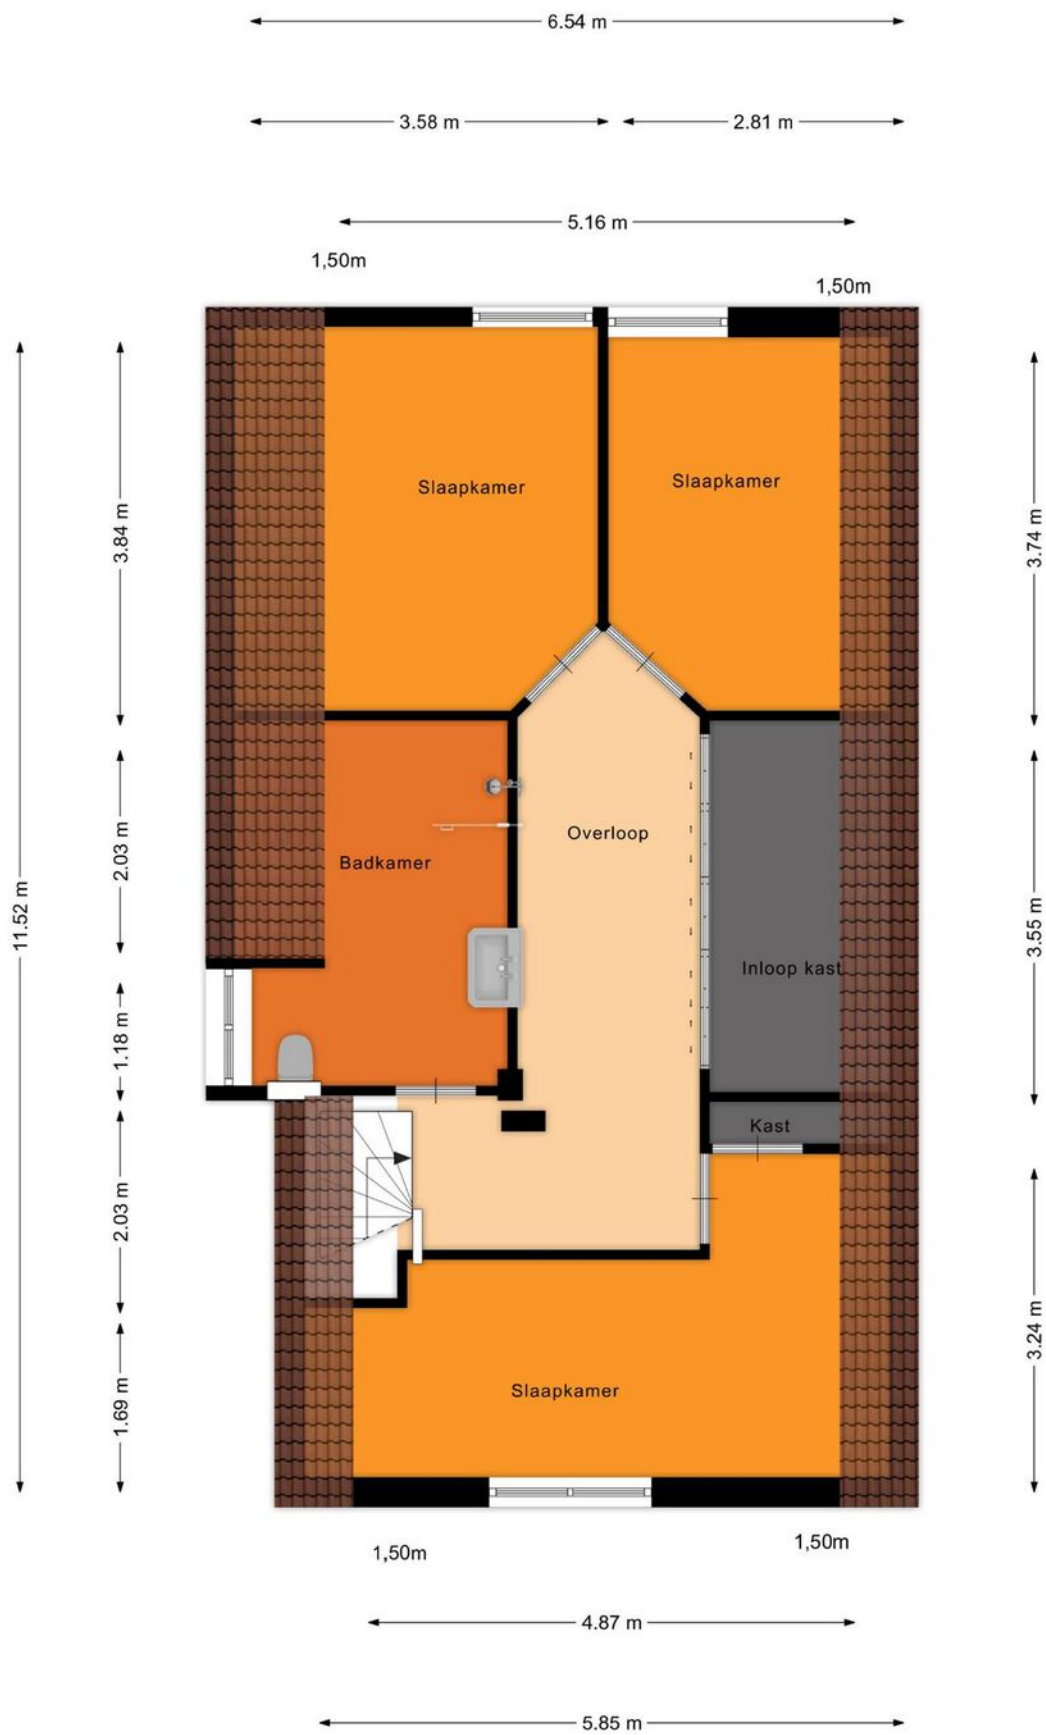 6.54 m
3.58 m
2.81 m
5.16 m
1,50m
1,50m
Slaapkamer
Slaapkamer
3.84 m
3.74 m
Overloop
2.03 m
Badkamer
11.52 m
3.55 m
Inloop kast
1.18 m
Kast
2.03 m
3.24 m
1.69 m
Slaapkamer
1,50m
1,50m
4.87 m
5.85 m